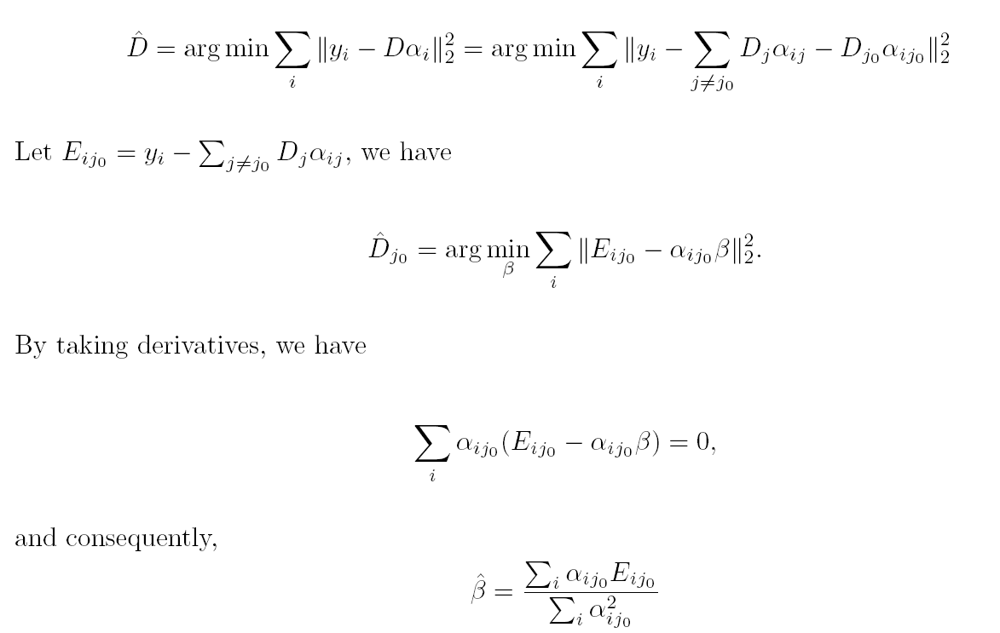 $$\hat{D} = \arg\min \sum_i \|y_i - D\alpha_i\|_2^2 = \arg\min \sum_i \|y_i - \sum_{j \neq j_0} D_j \alpha_{ij} - D_{j_0} \alpha_{ij_0}\|_2^2$$
Let $E_{ij_0} = y_i - \sum_{j \neq j_0} D_j \alpha_{ij}$, we have
$$\hat{D}_{j_0} = \arg\min_{\beta} \sum_i \|E_{ij_0} - \alpha_{ij_0} \beta\|_2^2.$$
By taking derivatives, we have
$$\sum_i \alpha_{ij_0} (E_{ij_0} - \alpha_{ij_0} \beta) = 0,$$
and consequently,
$$\hat{\beta} = \frac{\sum_i \alpha_{ij_0} E_{ij_0}}{\sum_i \alpha_{ij_0}^2}$$